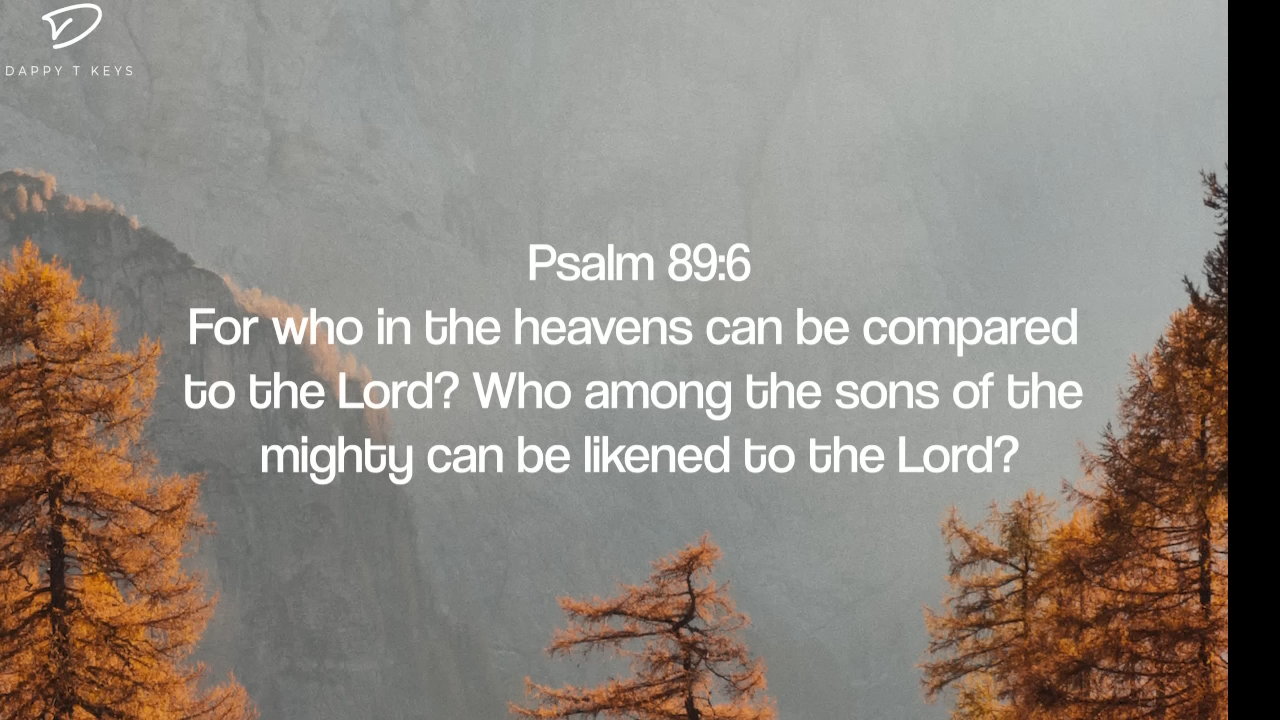 DAPPY T KEYS
Psalm 89:6
For who in the heavens can be compared
to the Lord? Who among the sons of the
mighty can be likened to the Lord?